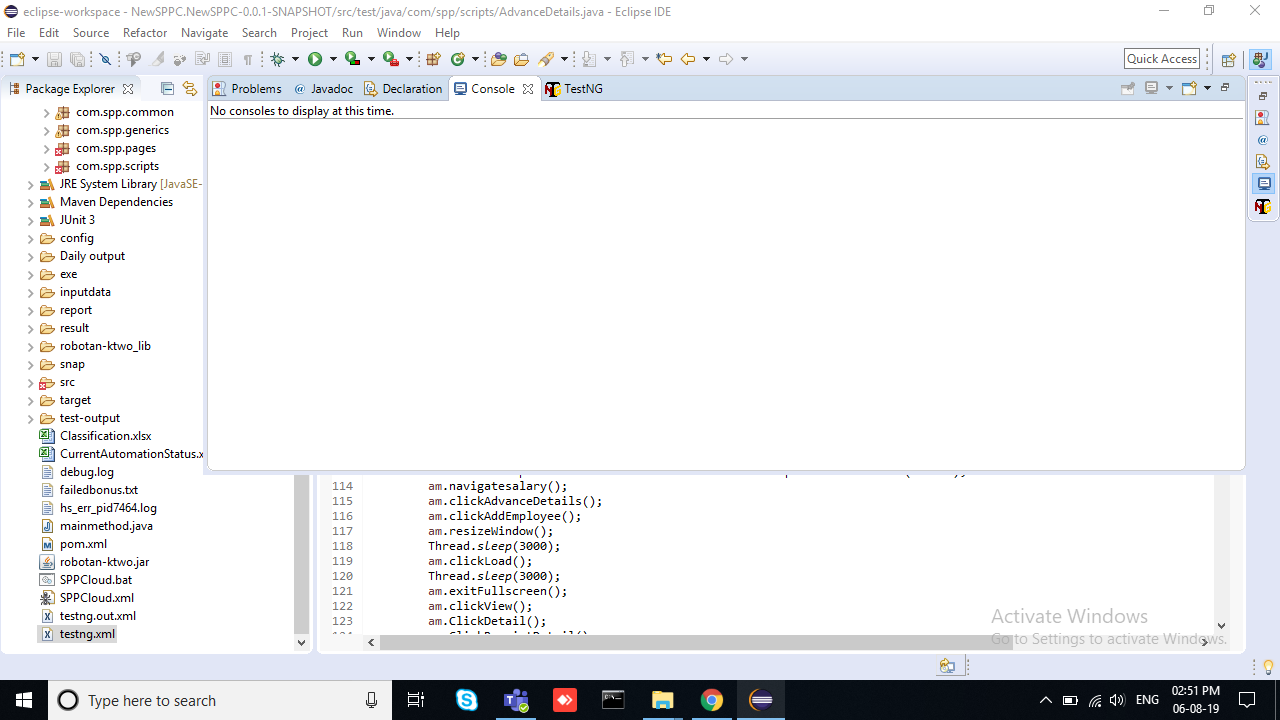 eclipse-workspace - NewSPPC.NewSPPC-0.0.1-SNAPSHOT/src/test/java/com/spp/scripts/AdvanceDetails.java - Eclipse IDE
File Edit Source Refactor Navigate Search Project Run Window Help
Quick Access
Package Explorer
Problems @ Javadoc Declaration Console TestNG
No consoles to display at this time.
com.spp.common
com.spp.generics
com.spp.pages
com.spp.scripts
JRE System Library [JavaSE-
Maven Dependencies
JUnit 3
config
Daily output
exe
inputdata
report
result
robotan-ktwo_lib
snap
src
target
test-output
Classification.xlsx
CurrentAutomationStatus.x
debug.log
failedbonus.txt
hs_err_pid7464.log
mainmethod.java
pom.xml
robotan-ktwo.jar
SPPCloud.bat
SPPCloud.xml
testng.out.xml
testng.xml
114 am.navigatesalary();
115 am.clickAdvanceDetails();
116 am.clickAddEmployee();
117 am.resizeWindow();
118 Thread.sleep(3000);
119 am.clickLoad();
120 Thread.sleep(3000);
121 am.exitFullscreen();
122 am.clickView();
123 am.ClickDetail();
Activate Windows
Go to Settings to activate Windows.
Type here to search
ENG
02:51 PM
06-08-19